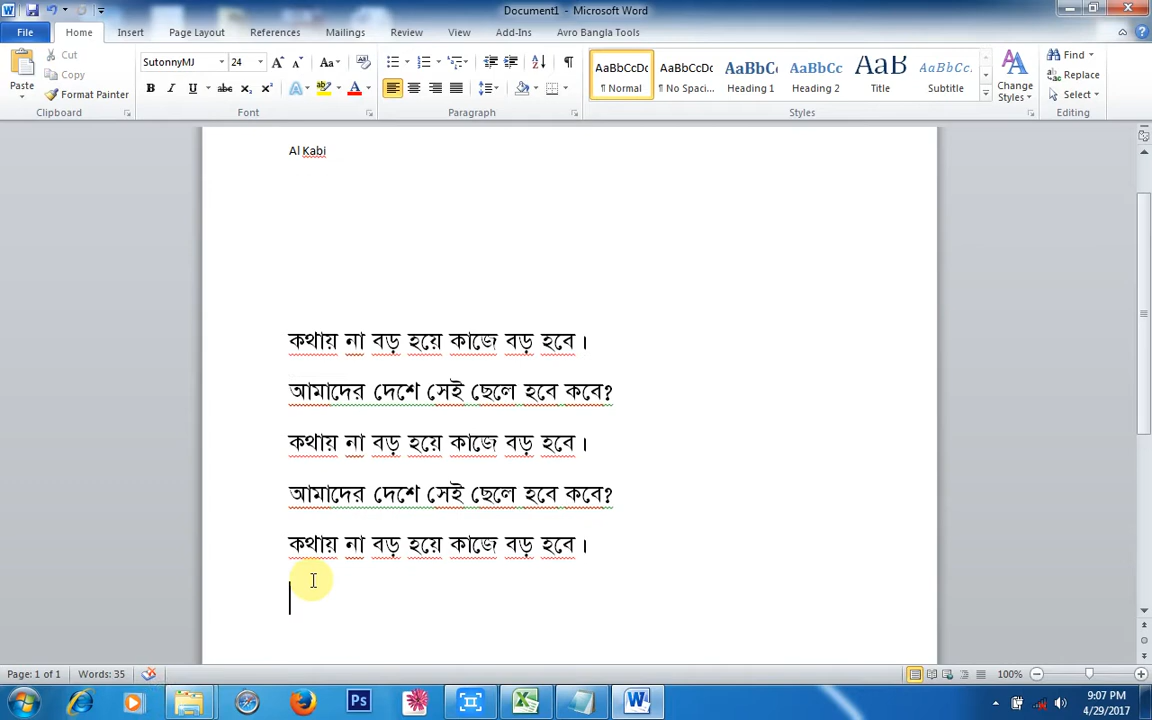 Document1 - Microsoft Word
File Home Insert Page Layout References Mailings Review View Add-Ins Avro Bangla Tools
Cut
Copy
Format Painter
Paste
Clipboard
SutonnyMJ 24
Font
Paragraph
AaBbCcDc AaBbCcDc AaBbC AaBbCc AaB AaBbCc.
¶ Normal ¶ No Spaci... Heading 1 Heading 2 Title Subtitle
Change Styles
Styles
Find
Replace
Select
Editing
Al Kabi
কথায় না বড় হয়ে কাজে বড় হবে।
আমাদের দেশে সেই ছেলে হবে কবে?
কথায় না বড় হয়ে কাজে বড় হবে।
আমাদের দেশে সেই ছেলে হবে কবে?
কথায় না বড় হয়ে কাজে বড় হবে।
Page: 1 of 1 Words: 35 100%
9:07 PM
4/29/2017